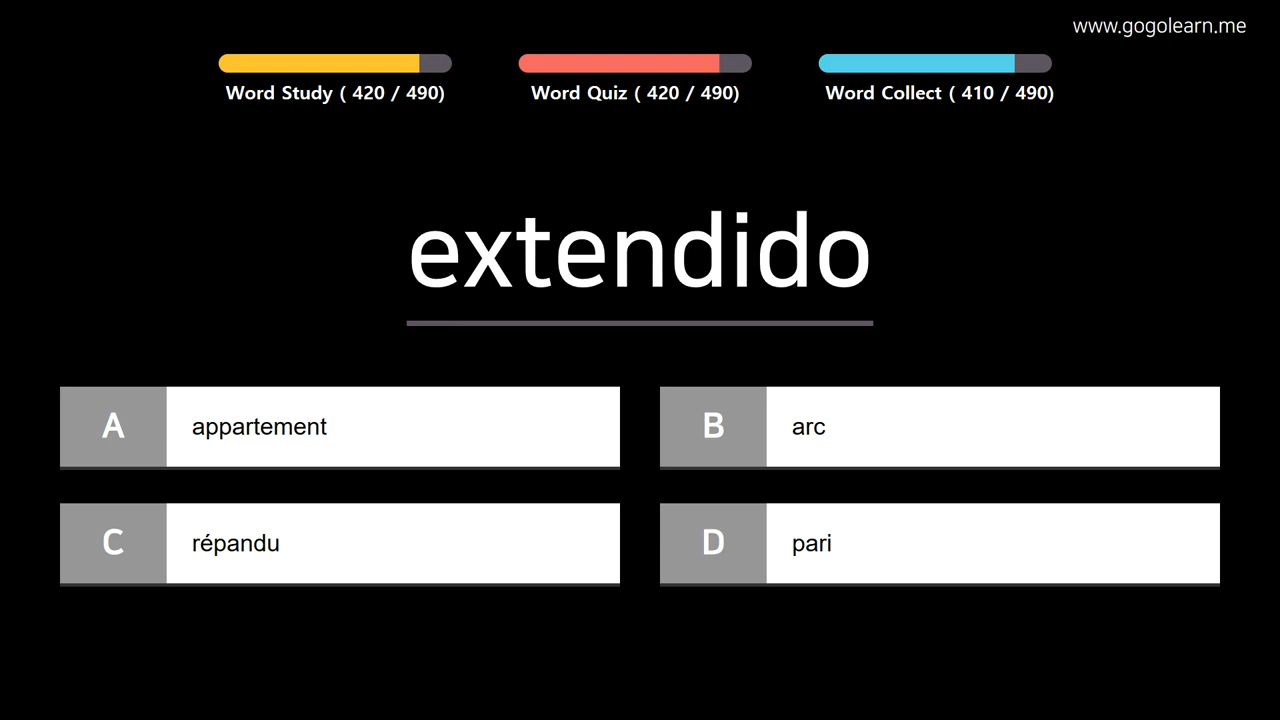 www.gogolearn.me
Word Study ( 420 / 490)
Word Quiz ( 420 / 490)
Word Collect ( 410 / 490)
extendido
A appartement
B arc
C répandu
D pari